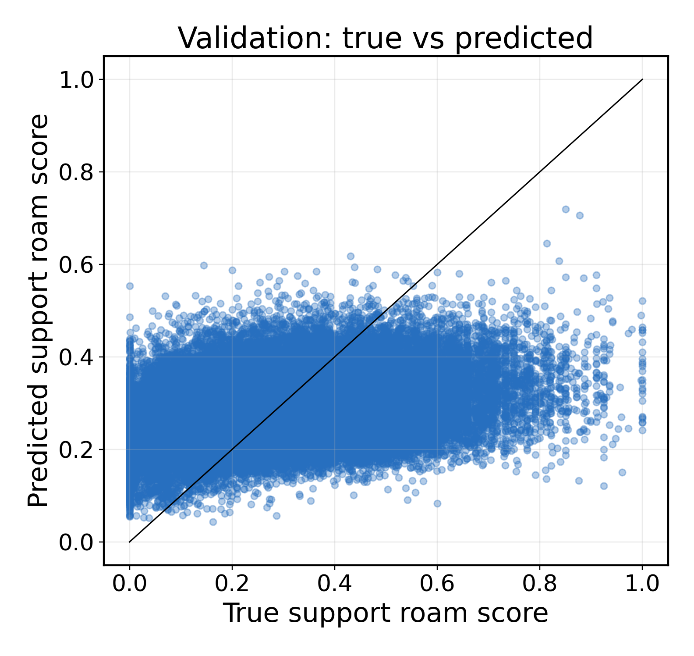 Validation: true vs predicted
Predicted support roam score
1.0
0.8
0.6
0.4
0.2
0.0
0.0 0.2 0.4 0.6 0.8 1.0
True support roam score